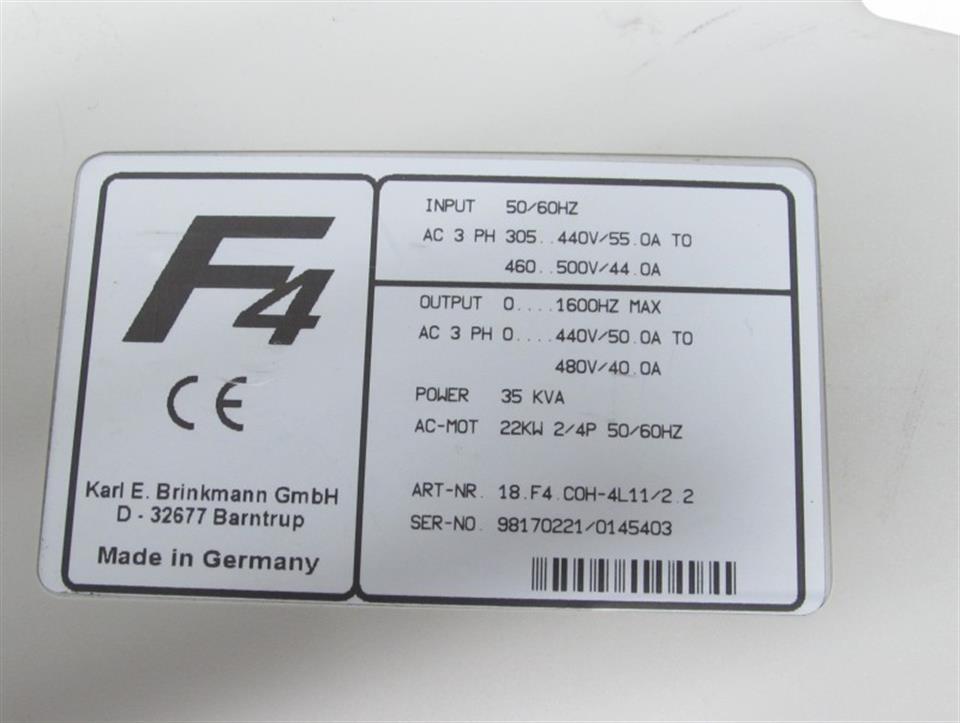 F4
CE
Karl E. Brinkmann GmbH
D - 32677 Barntrup
Made in Germany
INPUT 50/60HZ
AC 3 PH 305..440V/55.0A TO
460..500V/44.0A
OUTPUT 0....1600HZ MAX
AC 3 PH 0....440V/50.0A TO
480V/40.0A
POWER 35 KVA
AC-MOT 22KW 2/4P 50/60HZ
ART-NR. 18.F4.C0H-4L11/2.2
SER-NO. 98170221/0145403